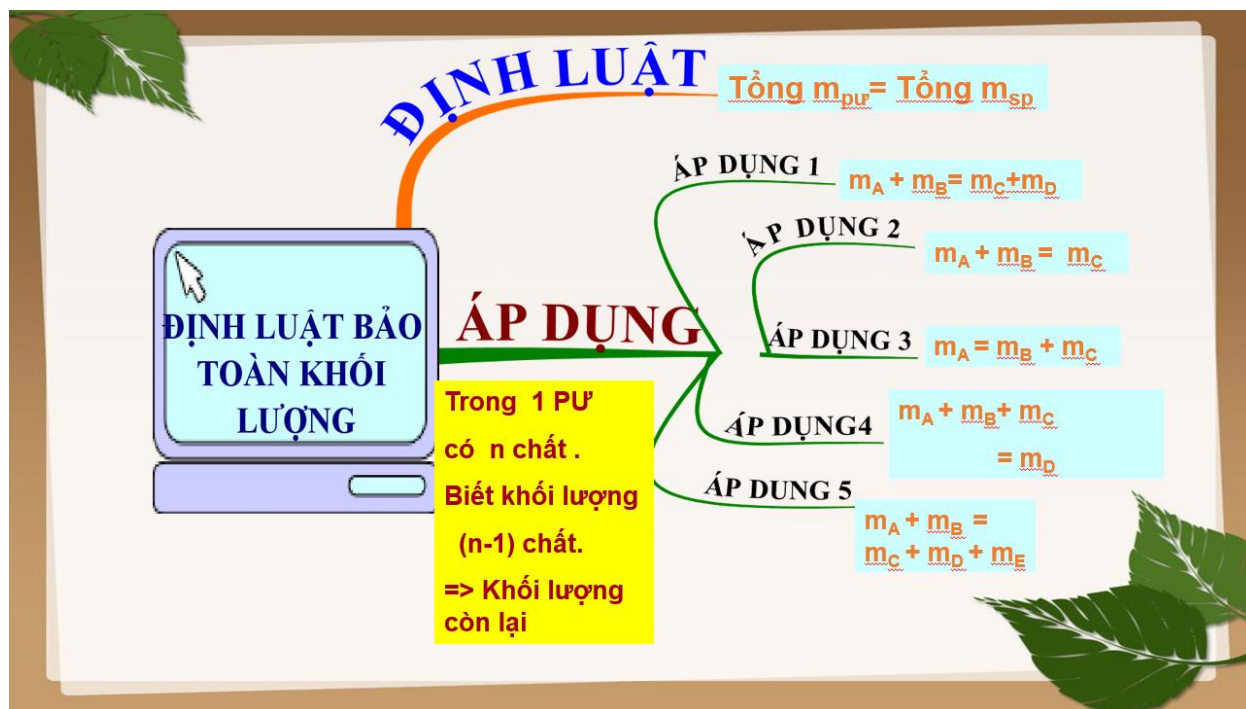 ĐỊNH LUẬT
Tổng mpư= Tổng msp
ÁP DỤNG 1
mA + mB= mC+mD
ÁP DỤNG 2
mA + mB = mC
ĐỊNH LUẬT BẢO
TOÀN KHỐI
LƯỢNG
ÁP DỤNG
ÁP DỤNG 3
mA = mB + mC
Trong 1 PƯ
có n chất .
Biết khối lượng
(n-1) chất.
=> Khối lượng
còn lại
ÁP DỤNG4
mA + mB+ mC
= mD
ÁP DUNG 5
mA + mB =
mC + mD + mE